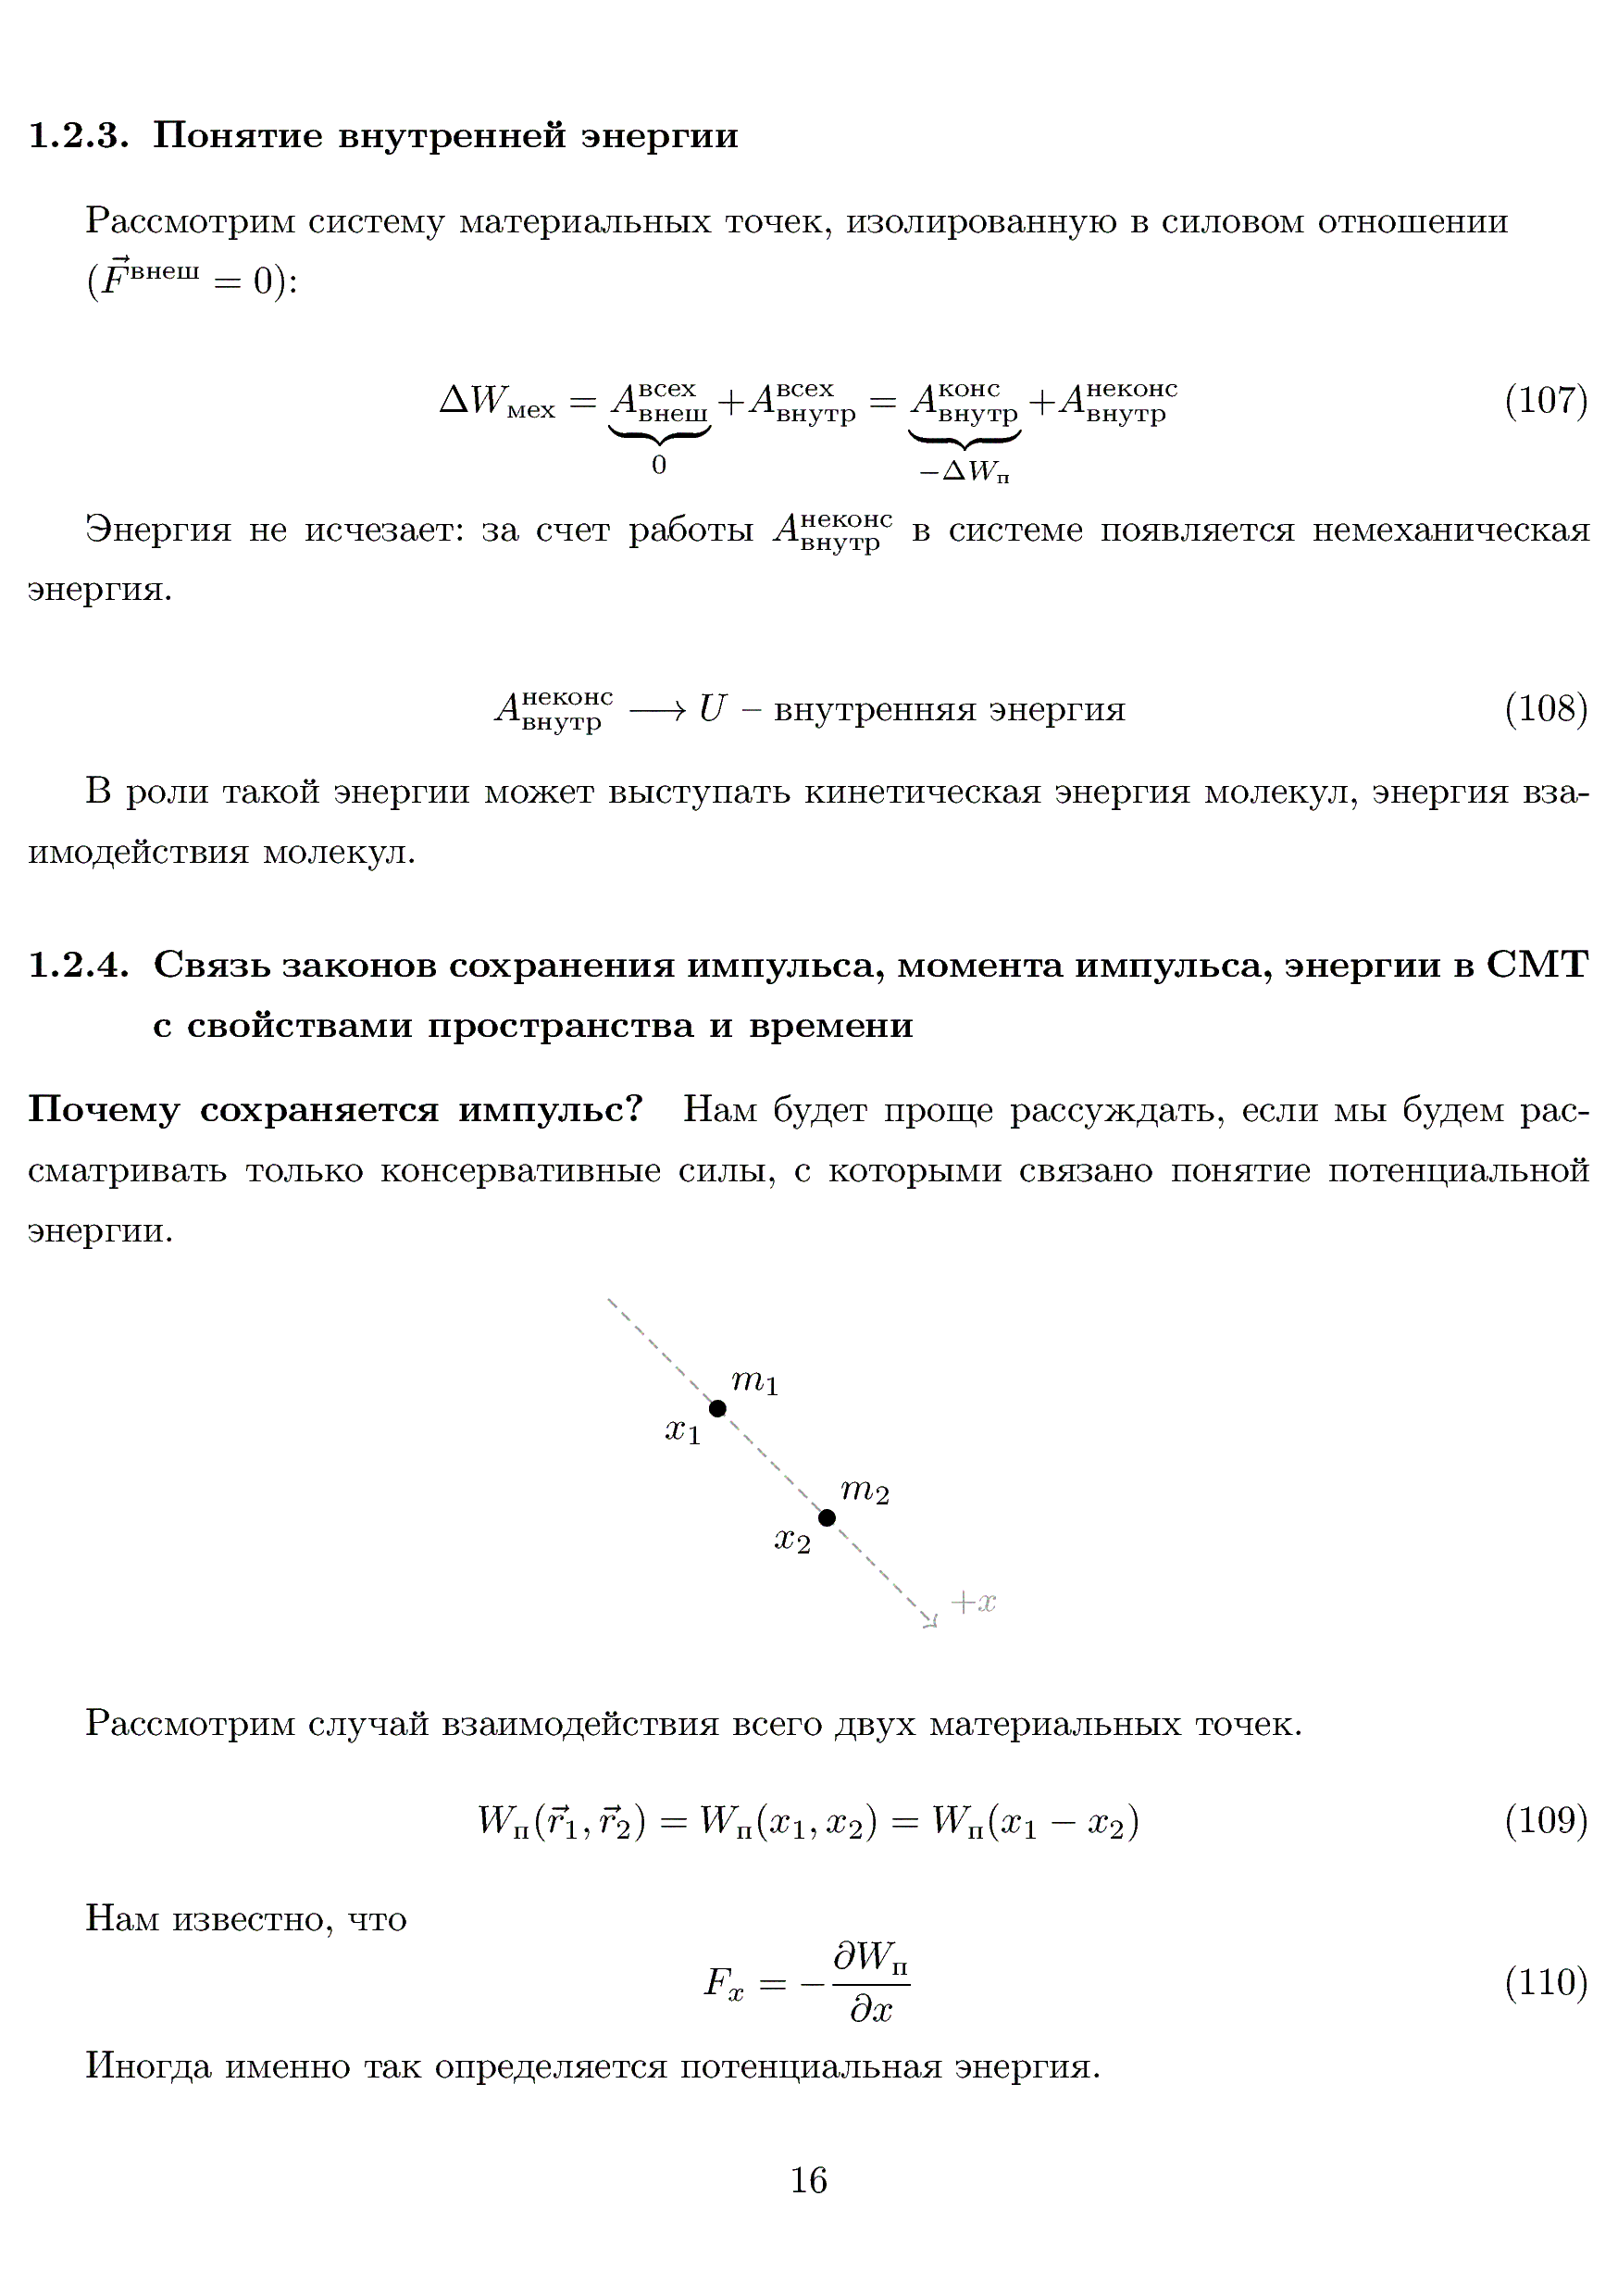 1.2.3. Понятие внутренней энергии
Рассмотрим систему материальных точек, изолированную в силовом отношении
($\vec{F}^{\text{внеш}} = 0$):
$\Delta W_{\text{мех}} = \underbrace{A^{\text{всех}}_{\text{внеш}}}_{0} + A^{\text{всех}}_{\text{внутр}} = \underbrace{A^{\text{конс}}_{\text{внутр}}}_{-\Delta W_{\text{п}}} + A^{\text{неконс}}_{\text{внутр}}$ (107)
Энергия не исчезает: за счет работы $A^{\text{неконс}}_{\text{внутр}}$ в системе появляется немеханическая
энергия.
$A^{\text{неконс}}_{\text{внутр}} \longrightarrow U$ – внутренняя энергия (108)
В роли такой энергии может выступать кинетическая энергия молекул, энергия вза-
имодействия молекул.
1.2.4. Связь законов сохранения импульса, момента импульса, энергии в СМТ
с свойствами пространства и времени
Почему сохраняется импульс? Нам будет проще рассуждать, если мы будем рас-
сматривать только консервативные силы, с которыми связано понятие потенциальной
энергии.
$m_1$
$x_1$
$m_2$
$x_2$
$+x$
Рассмотрим случай взаимодействия всего двух материальных точек.
$W_{\text{п}}(\vec{r}_1, \vec{r}_2) = W_{\text{п}}(x_1, x_2) = W_{\text{п}}(x_1 - x_2)$ (109)
Нам известно, что
$F_x = -\frac{\partial W_{\text{п}}}{\partial x}$ (110)
Иногда именно так определяется потенциальная энергия.
16